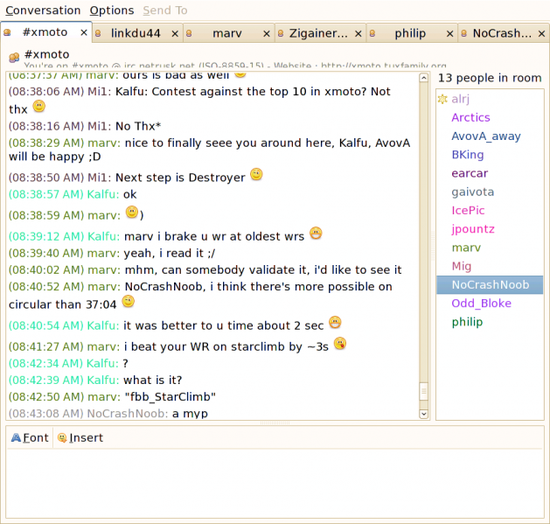 Conversation Options Send To
#xmoto linkdu44 marv Zigainer... philip NoCrash...
#xmoto
You're on #xmoto @ irc.netrusk.net (ISO-8859-15) - Website : http://xmoto.tuxfamily.org
13 people in room
(08:37:37 AM) marv: ours is bad as well
(08:38:06 AM) Mi1: Kalfu: Contest against the top 10 in xmoto? Not
thx
(08:38:16 AM) Mi1: No Thx*
(08:38:29 AM) marv: nice to finally seee you around here, Kalfu, AvovA
will be happy ;D
(08:38:50 AM) Mi1: Next step is Destroyer
(08:38:57 AM) Kalfu: ok
(08:38:59 AM) marv: )
(08:39:12 AM) Kalfu: marv i brake u wr at oldest wrs
(08:39:40 AM) marv: yeah, i read it ;/
(08:40:02 AM) marv: mhm, can somebody validate it, i'd like to see it
(08:40:52 AM) marv: NoCrashNoob, i think there's more possible on
circular than 37:04
(08:40:54 AM) Kalfu: it was better to u time about 2 sec
(08:41:27 AM) marv: i beat your WR on starclimb by ~3s
(08:42:34 AM) Kalfu: ?
(08:42:39 AM) Kalfu: what is it?
(08:42:50 AM) marv: "fbb_StarClimb"
(08:43:08 AM) NoCrashNoob: a myp
alrj
Arctics
AvovA_away
BKing
earcar
gaivota
IcePic
jpountz
marv
Mig
NoCrashNoob
Odd_Bloke
philip
Font Insert